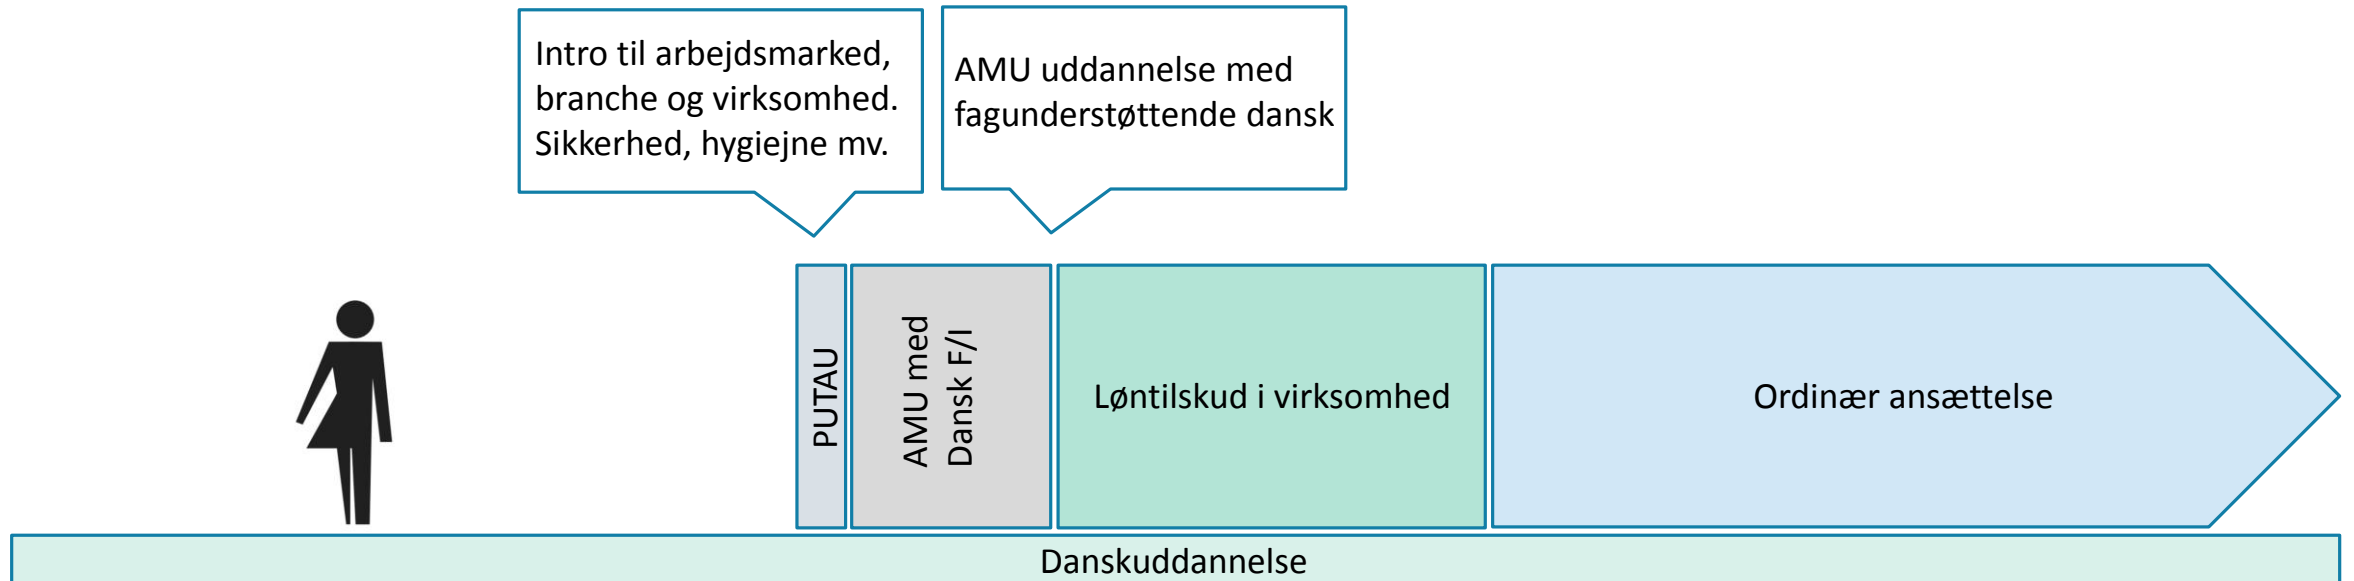 Intro til arbejdsmarked,
branche og virksomhed.
Sikkerhed, hygiejne mv.
AMU uddannelse med
fagunderstøttende dansk
PUTAU
AMU med
Dansk F/I
Løntilskud i virksomhed
Ordinær ansættelse
Danskuddannelse